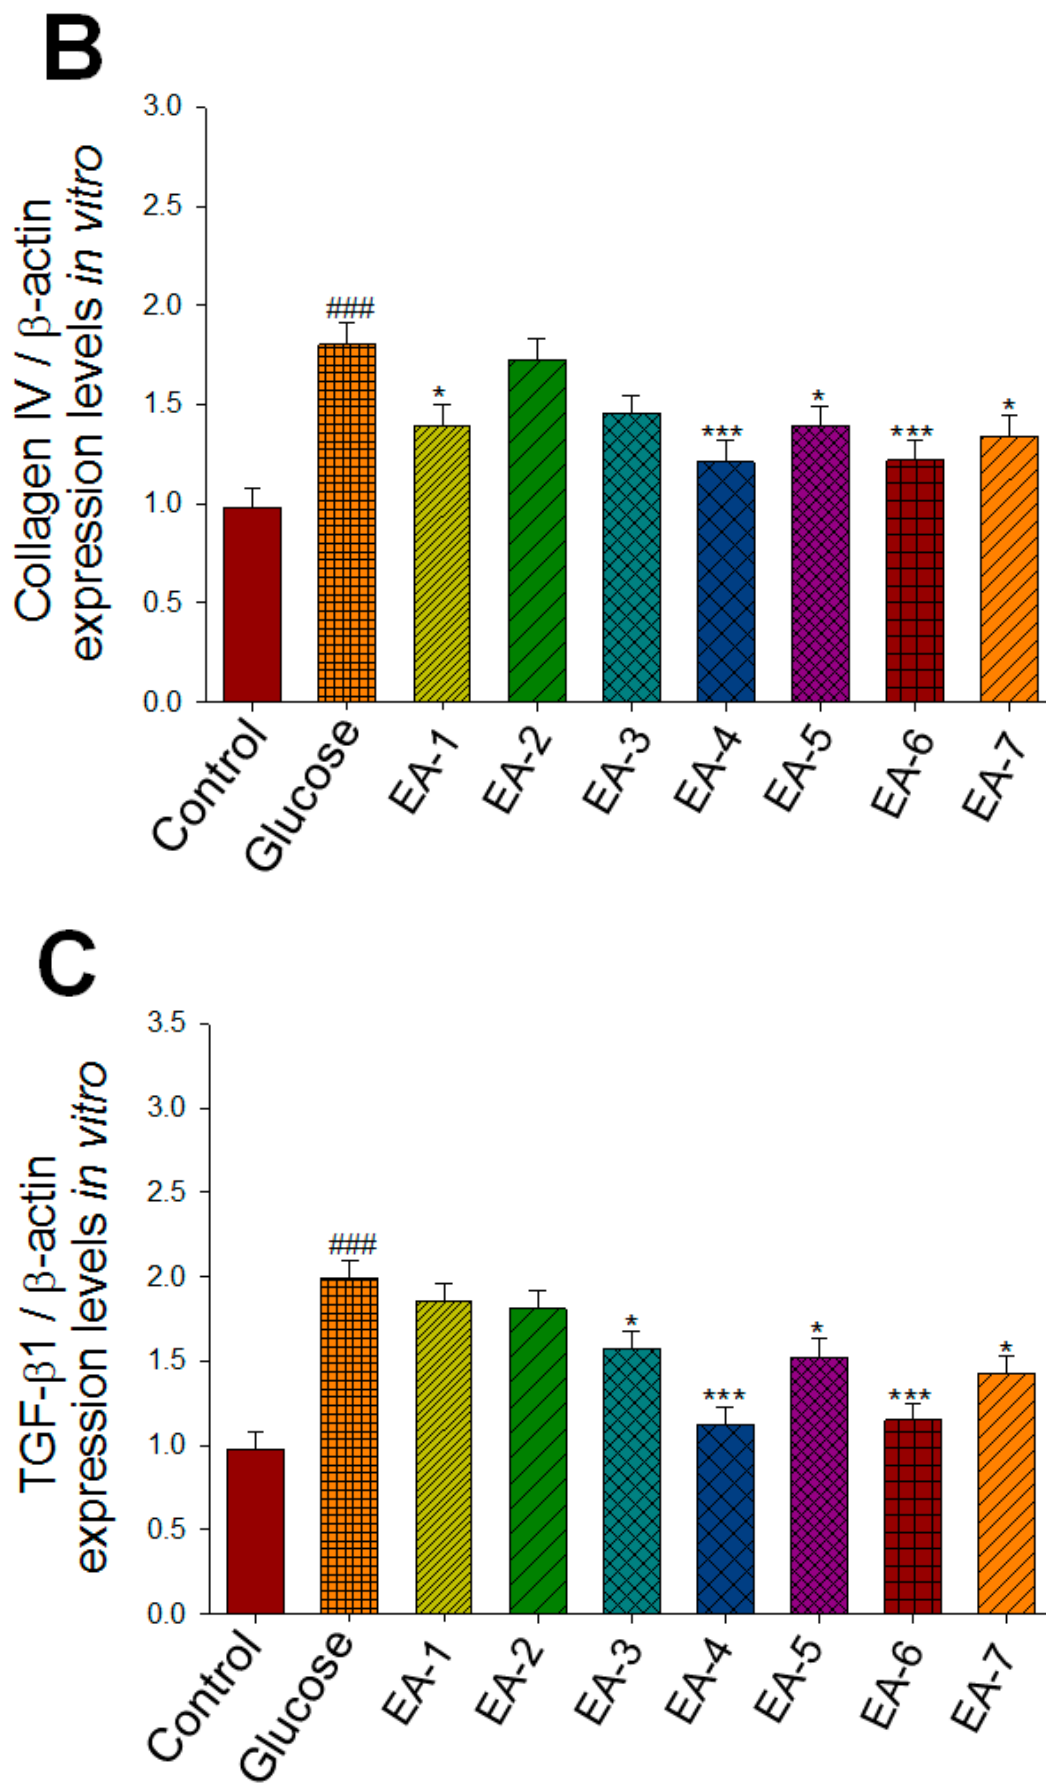 B
Collagen IV / β-actin
expression levels in vitro
3.0
2.5
2.0
1.5
1.0
0.5
0.0
###
*
***
*
***
*
Control
Glucose
EA-1
EA-2
EA-3
EA-4
EA-5
EA-6
EA-7
C
TGF-β1 / β-actin
expression levels in vitro
3.5
3.0
2.5
2.0
1.5
1.0
0.5
0.0
###
*
***
*
***
*
Control
Glucose
EA-1
EA-2
EA-3
EA-4
EA-5
EA-6
EA-7